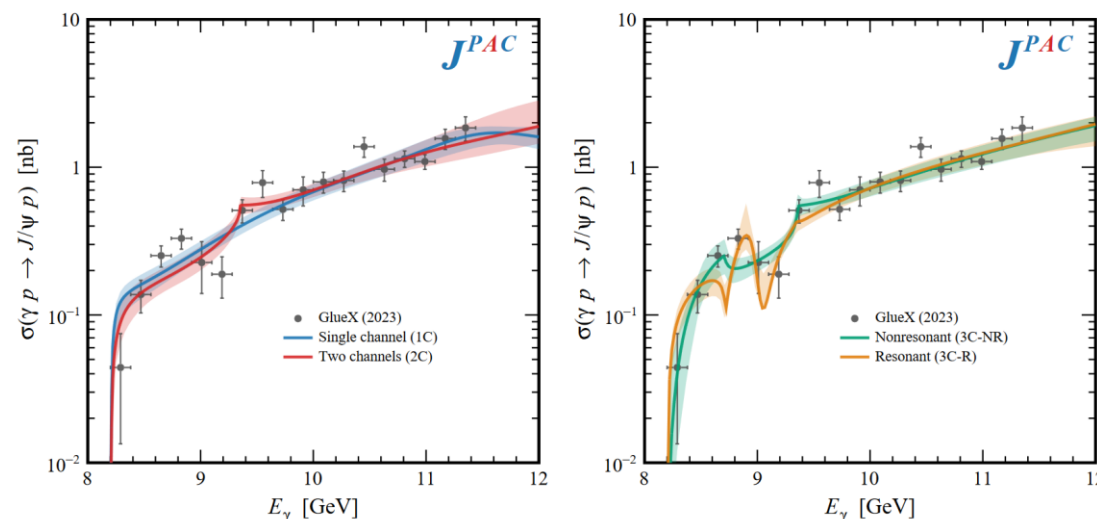 10
1
10⁻¹
10⁻²
8
9
10
11
12
σ(γ p → J/ψ p) [nb]
E_γ [GeV]
J^PAC
GlueX (2023)
Single channel (1C)
Two channels (2C)
10
1
10⁻¹
10⁻²
8
9
10
11
12
σ(γ p → J/ψ p) [nb]
E_γ [GeV]
J^PAC
GlueX (2023)
Nonresonant (3C-NR)
Resonant (3C-R)